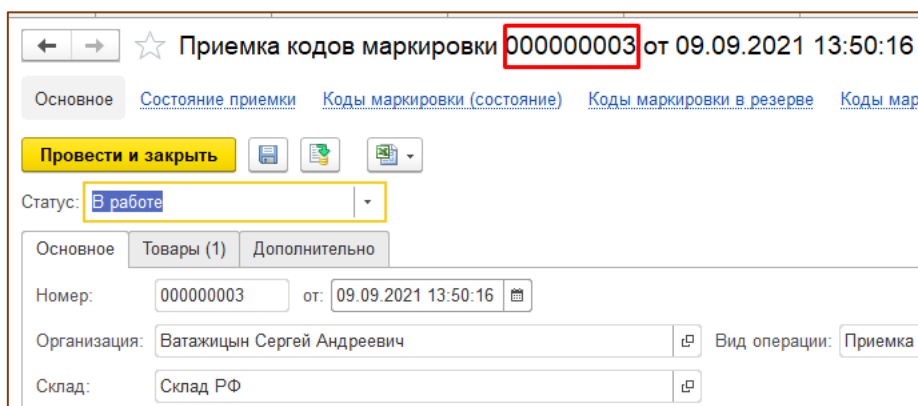 Приемка кодов маркировки 000000003 от 09.09.2021 13:50:16
Основное Состояние приемки Коды маркировки (состояние) Коды маркировки в резерве Коды мар
Провести и закрыть
Статус: В работе
Основное Товары (1) Дополнительно
Номер: 000000003 от: 09.09.2021 13:50:16
Организация: Ватажицын Сергей Андреевич Вид операции: Приемка
Склад: Склад РФ